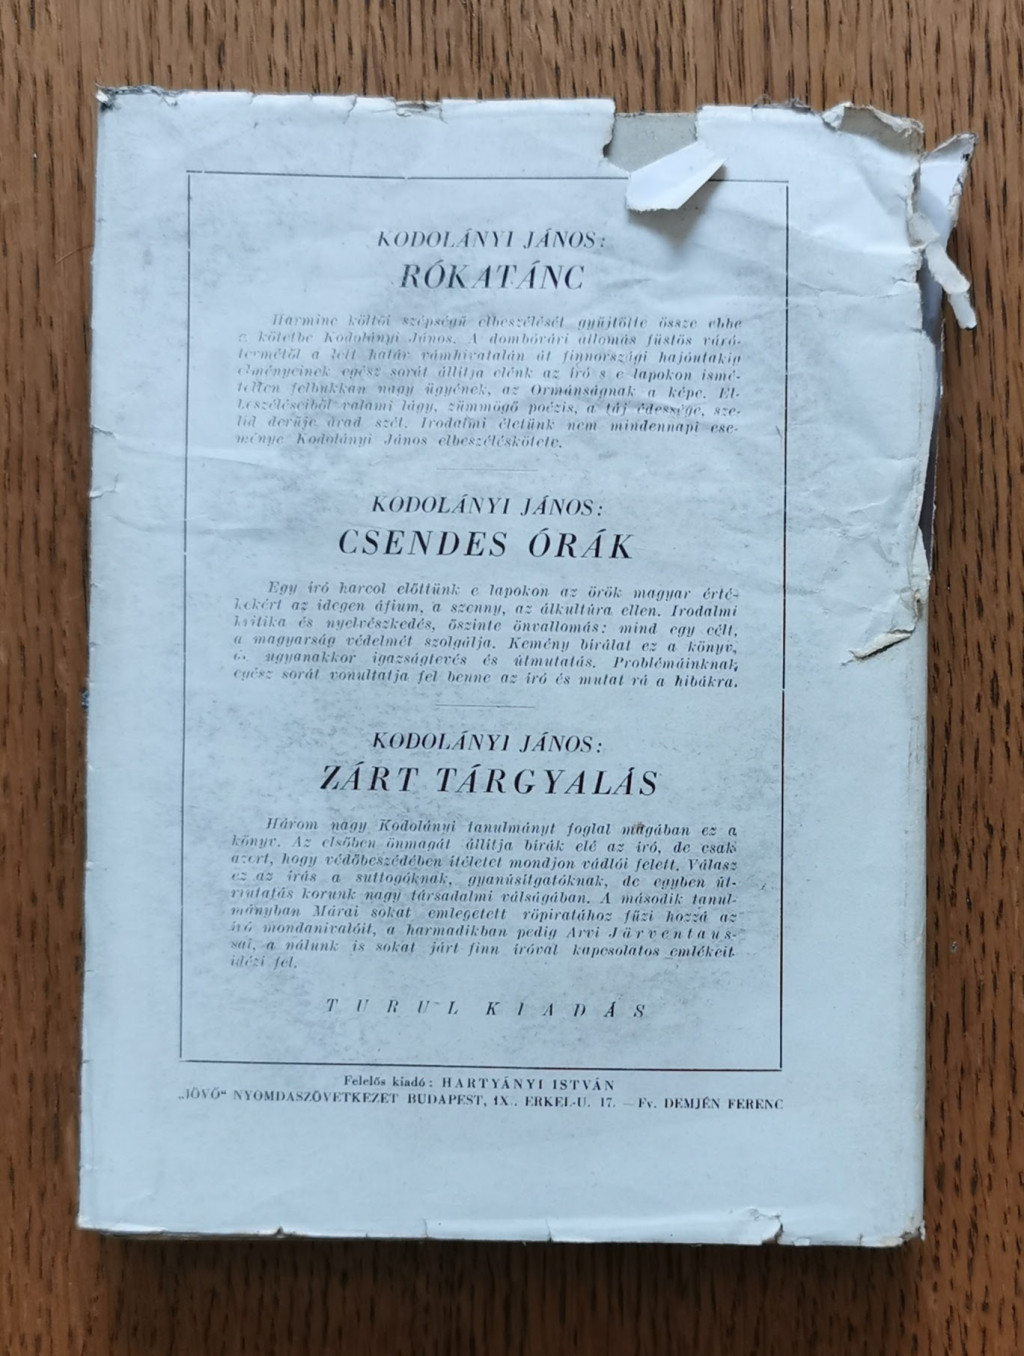 KODOLÁNYI JÁNOS:
RÓKATÁNC
Harminc költői szépségű elbeszélését gyűjtötte össze ebbe
a kötetbe Kodolányi János. A dombóvári állomás füstös váró-
termétől a lett határ vámhivatalán át finnországi hajóutakig
élményeinek egész sorát állítja elénk az író s e lapokon ismé-
telten felbukkan nagy ügyének, az Ormánságnak a képe. El-
beszéléseiből valami lágy, zümmögő poézis, a táj édessége, sze-
líd derűje árad szét. Irodalmi életünk nem mindennapi ese-
ménye Kodolányi János elbeszéléskötete.
KODOLÁNYI JÁNOS:
CSENDES ÓRÁK
Egy író harcol előttünk e lapokon az örök magyar érté-
kekért az idegen áfium, a szenny, az álkultúra ellen. Irodalmi
kritika és nyelvészkedés, őszinte önvallomás: mind egy célt,
a magyarság védelmét szolgálja. Kemény bírálat ez a könyv,
de ugyanakkor igazságtevés és útmutatás. Problémáinknak
egész sorát vonultatja fel benne az író és mutat rá a hibákra.
KODOLÁNYI JÁNOS:
ZÁRT TÁRGYALÁS
Három nagy Kodolányi tanulmányt foglal magában ez a
könyv. Az elsőben önmagát állítja bírák elé az író, de csak
azért, hogy védőbeszédében ítéletet mondjon vádlói felett. Válasz
ez az írás a suttogóknak, gyanúsítgatóknak, de egyben út-
mutatás korunk nagy társadalmi válságában. A második tanul-
mányban Márai sokat emlegetett röpiratához fűzi hozzá az
író mondanivalóit, a harmadikban pedig Arvi Järventaus-
sal, a nálunk is sokat járt finn íróval kapcsolatos emlékeit
idézi fel.
TURUL KIADÁS
Felelős kiadó: HARTYÁNYI ISTVÁN
„JÖVŐ“ NYOMDASZÖVETKEZET BUDAPEST, IX., ERKEL-U. 17. — Fv. DEMJÉN FERENC